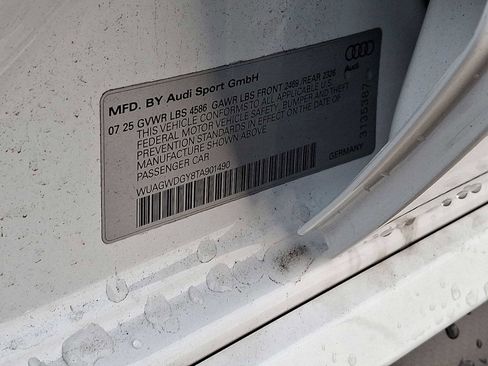 MFD. BY Audi Sport GmbH
07 25 GVWR LBS 4586 GAWR LBS FRONT 2469 /REAR 2326
THIS VEHICLE CONFORMS TO ALL APPLICABLE U.S.
FEDERAL MOTOR VEHICLE SAFETY, BUMPER AND THEFT
PREVENTION STANDARDS IN EFFECT ON THE DATE OF
MANUFACTURE SHOWN ABOVE.
PASSENGER CAR
WUAGWDGY8TA901490
GERMANY
Audi